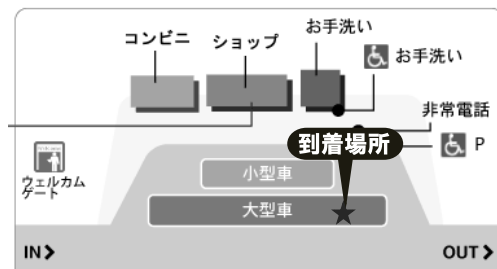 お手洗い
コンビニ
ショップ
お手洗い
非常電話
到着場所
P
ウェルカム
ゲート
小型車
大型車
IN
OUT